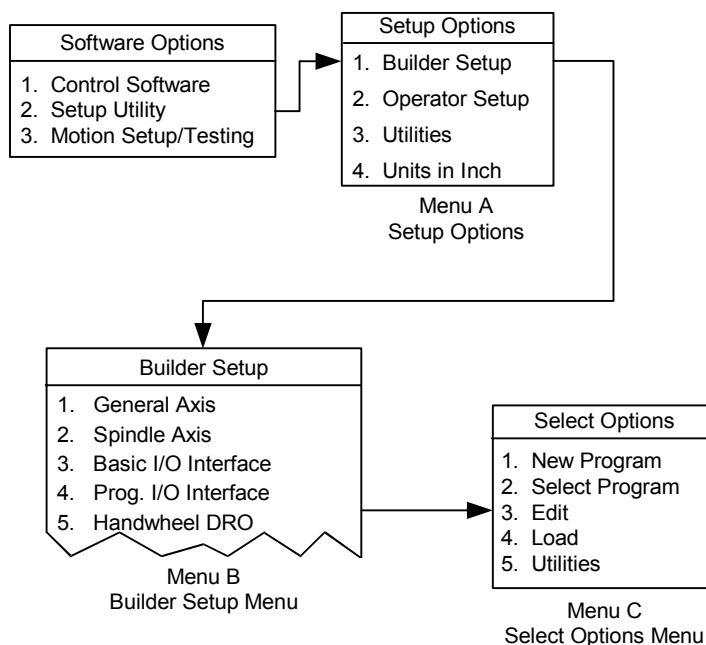 Software Options
1. Control Software
2. Setup Utility
3. Motion Setup/Testing
Setup Options
1. Builder Setup
2. Operator Setup
3. Utilities
4. Units in Inch
Menu A
Setup Options
Builder Setup
1. General Axis
2. Spindle Axis
3. Basic I/O Interface
4. Prog. I/O Interface
5. Handwheel DRO
Menu B
Builder Setup Menu
Select Options
1. New Program
2. Select Program
3. Edit
4. Load
5. Utilities
Menu C
Select Options Menu